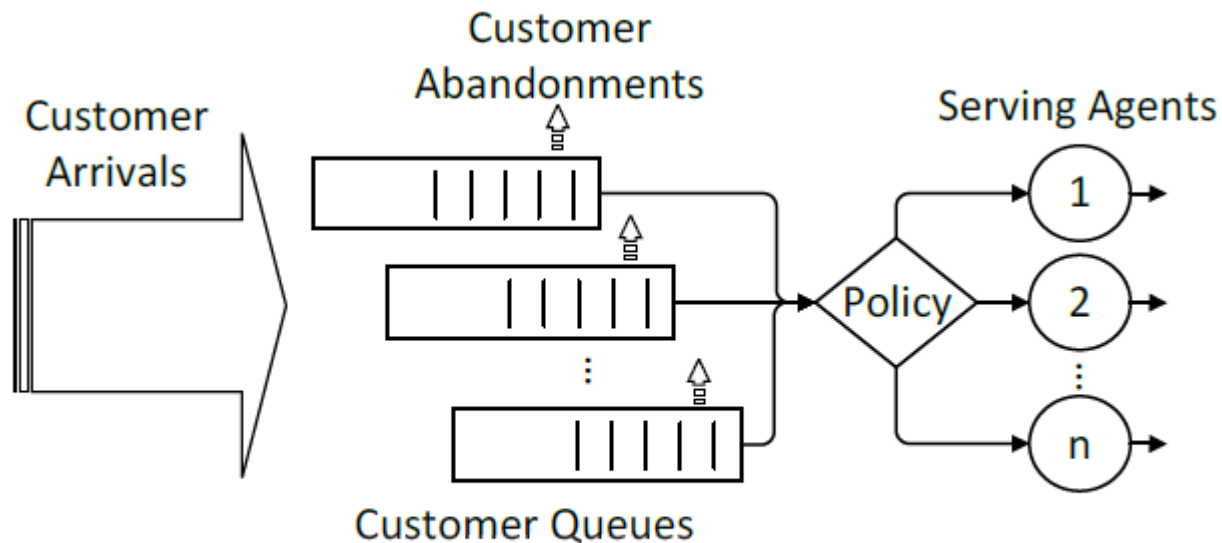 Customer
Abandonments
Customer
Arrivals
Serving Agents
1
Policy
2
...
...
n
Customer Queues